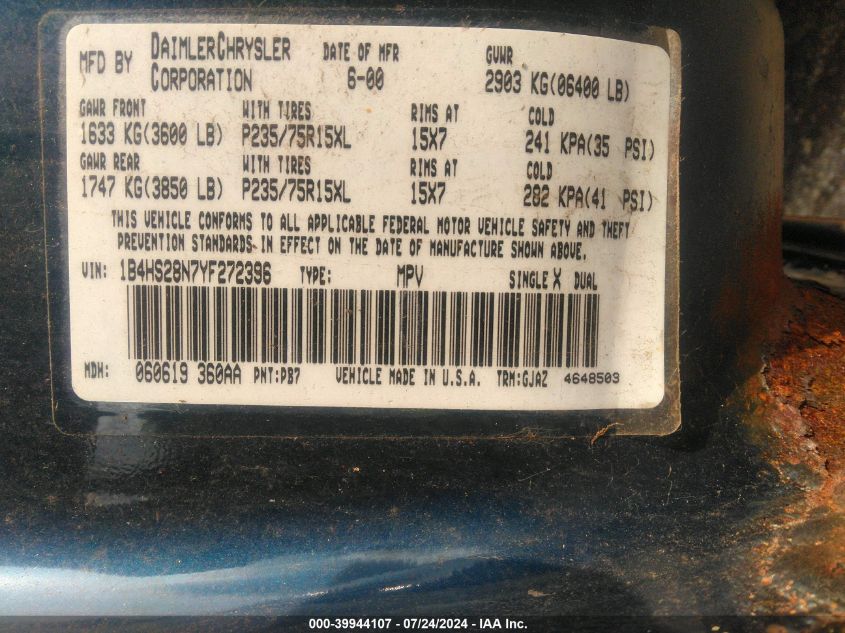 MFD BY DAIMLERCHRYSLER CORPORATION DATE OF MFR 6-00 GVWR 2903 KG(06400 LB)
GAWR FRONT WITH TIRES RIMS AT COLD
1633 KG(3600 LB) P235/75R15XL 15X7 241 KPA(35 PSI)
GAWR REAR WITH TIRES RIMS AT COLD
1747 KG(3850 LB) P235/75R15XL 15X7 282 KPA(41 PSI)
THIS VEHICLE CONFORMS TO ALL APPLICABLE FEDERAL MOTOR VEHICLE SAFETY AND THEFT
PREVENTION STANDARDS IN EFFECT ON THE DATE OF MANUFACTURE SHOWN ABOVE.
VIN: 1B4HS28N7YF272396 TYPE: MPV SINGLE X DUAL
MDH: 060619 360AA PNT:PB7 VEHICLE MADE IN U.S.A. TRM:GJAZ 4648503
000-39944107 - 07/24/2024 - IAA Inc.